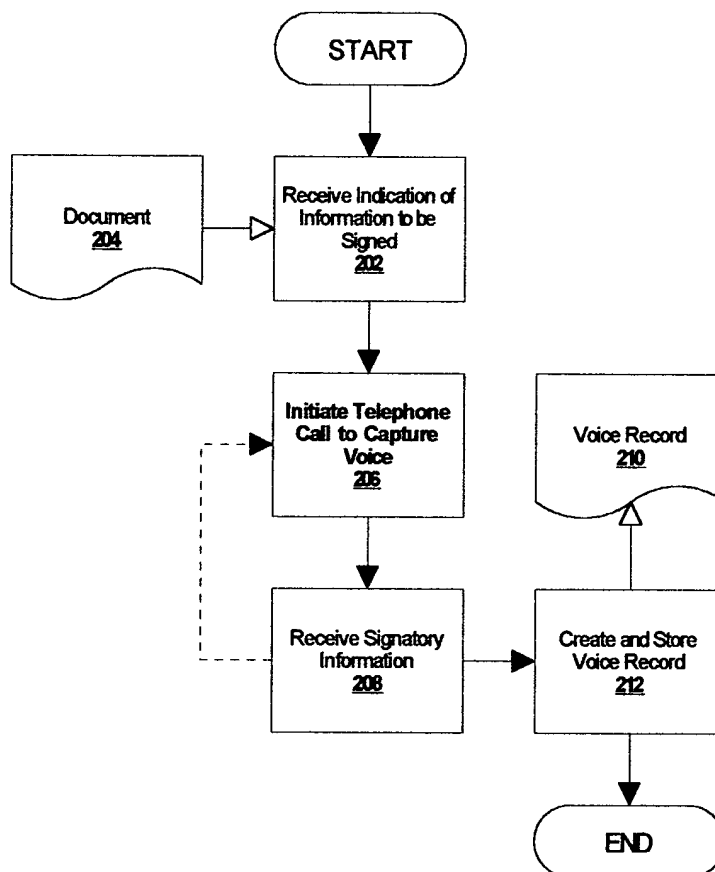 START
Document
204
Receive Indication of
Information to be
Signed
202
Initiate Telephone
Call to Capture
Voice
206
Voice Record
210
Receive Signatory
Information
208
Create and Store
Voice Record
212
END